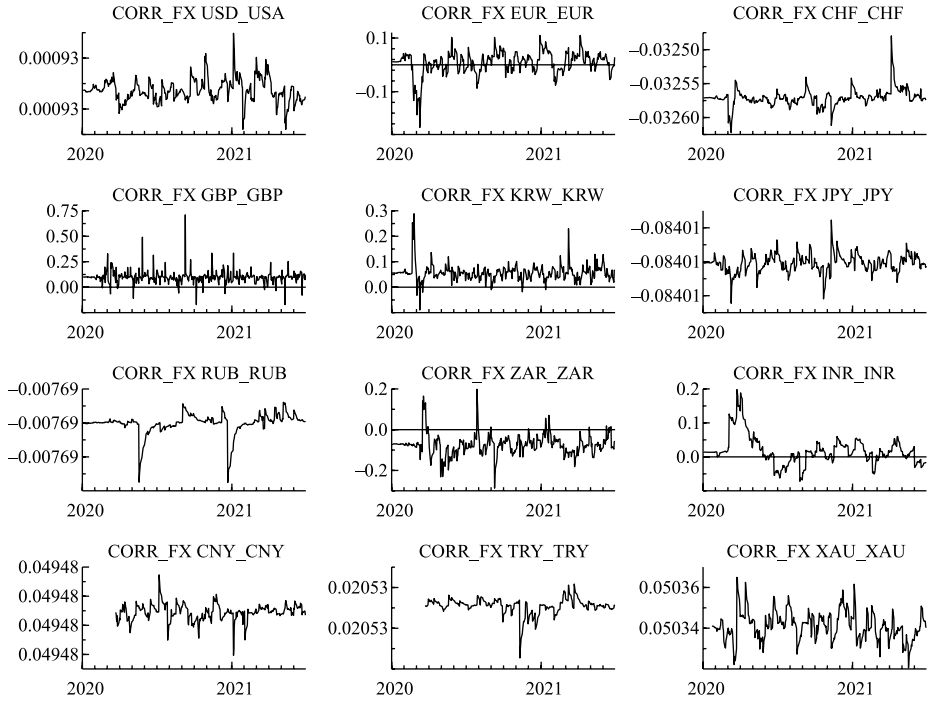 CORR_FX USD_USA CORR_FX EUR_EUR CORR_FX CHF_CHF
0.00093 0.1 −0.03250
0.00093 −0.1 −0.03255
−0.03260
2020 2021 2020 2021 2020 2021
CORR_FX GBP_GBP CORR_FX KRW_KRW CORR_FX JPY_JPY
0.75 0.3 −0.08401
0.50 0.2 −0.08401
0.25 0.1 −0.08401
0.00 0.0
2020 2021 2020 2021 2020 2021
CORR_FX RUB_RUB CORR_FX ZAR_ZAR CORR_FX INR_INR
−0.00769 0.2 0.2
−0.00769 0.0 0.1
−0.00769 −0.2 0.0
2020 2021 2020 2021 2020 2021
CORR_FX CNY_CNY CORR_FX TRY_TRY CORR_FX XAU_XAU
0.04948 0.02053 0.05036
0.04948 0.02053 0.05034
0.04948
0.04948
2020 2021 2020 2021 2020 2021